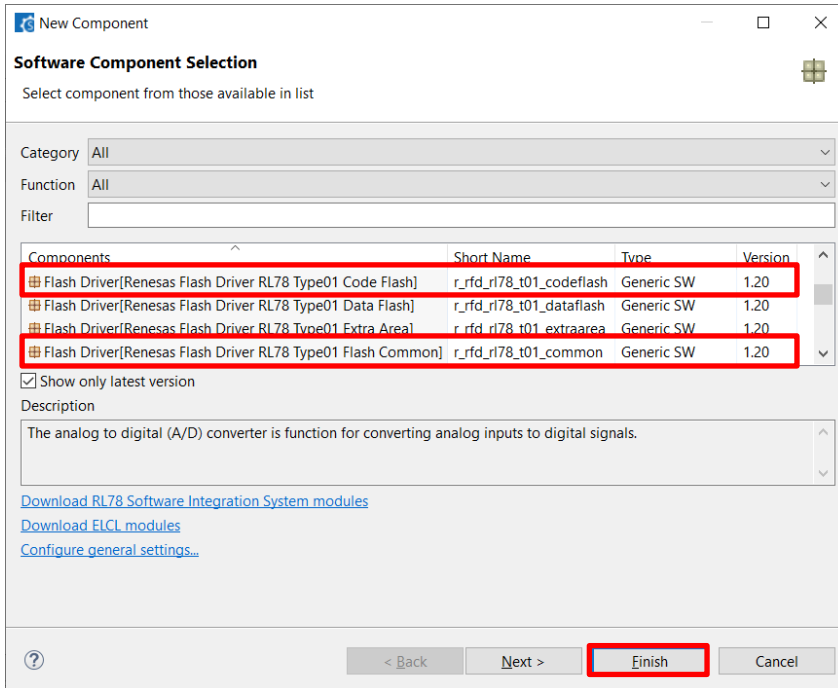 New Component
Software Component Selection
Select component from those available in list
Category All
Function All
Filter
Components Short Name Type Version
Flash Driver[Renesas Flash Driver RL78 Type01 Code Flash] r_rfd_rl78_t01_codeflash Generic SW 1.20
Flash Driver[Renesas Flash Driver RL78 Type01 Data Flash] r_rfd_rl78_t01_dataflash Generic SW 1.20
Flash Driver[Renesas Flash Driver RL78 Type01 Extra Area] r_rfd_rl78_t01_extraarea Generic SW 1.20
Flash Driver[Renesas Flash Driver RL78 Type01 Flash Common] r_rfd_rl78_t01_common Generic SW 1.20
Show only latest version
Description
The analog to digital (A/D) converter is function for converting analog inputs to digital signals.
Download RL78 Software Integration System modules
Download ELCL modules
Configure general settings...
? < Back Next > Finish Cancel